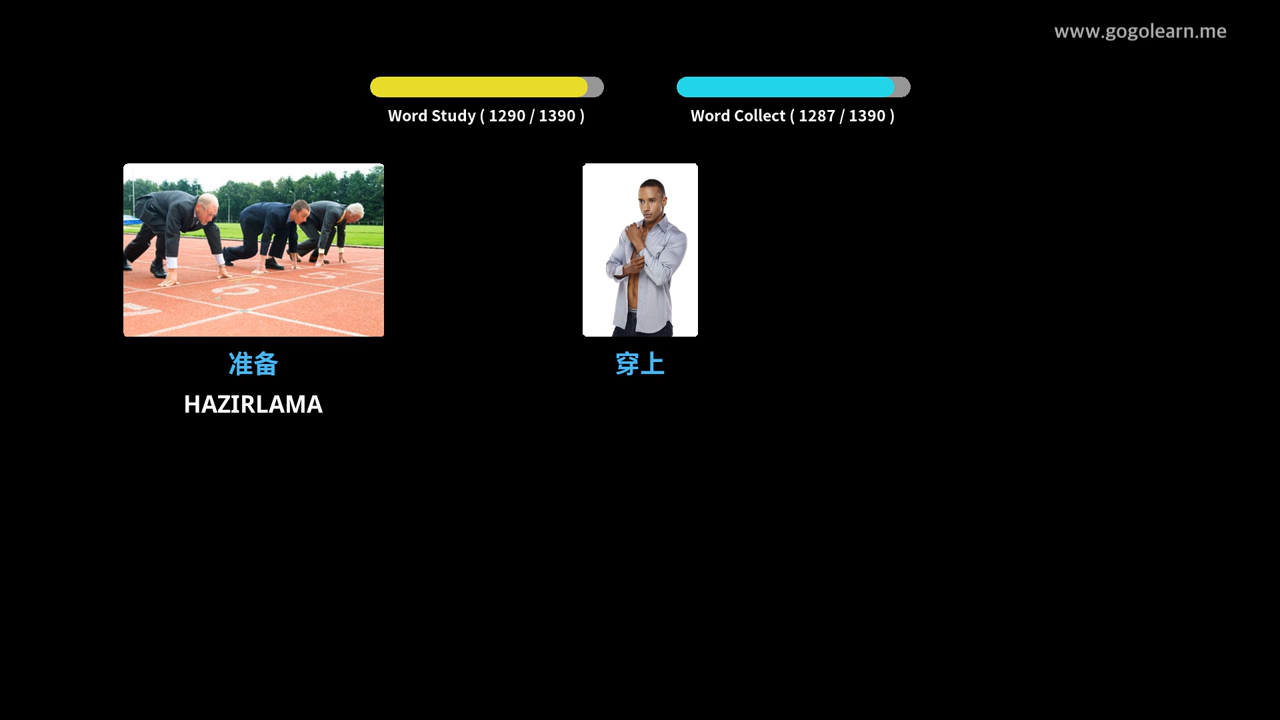 www.gogolearn.me
Word Study ( 1290 / 1390 )
Word Collect ( 1287 / 1390 )
准备
穿上
HAZIRLAMA